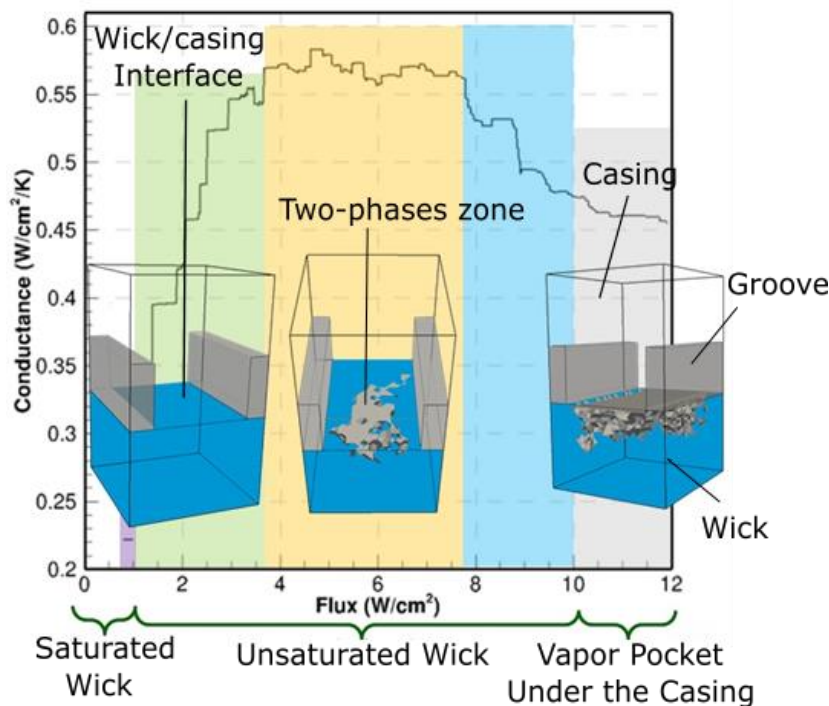 0.6
0.55
0.5
0.45
0.4
0.35
0.3
0.25
0.2
Conductance (W/cm²/K)
Wick/casing
Interface
Two-phases zone
Casing
Groove
Wick
0 2 4 6 8 10 12
Flux (W/cm²)
Saturated
Wick
Unsaturated Wick
Vapor Pocket
Under the Casing